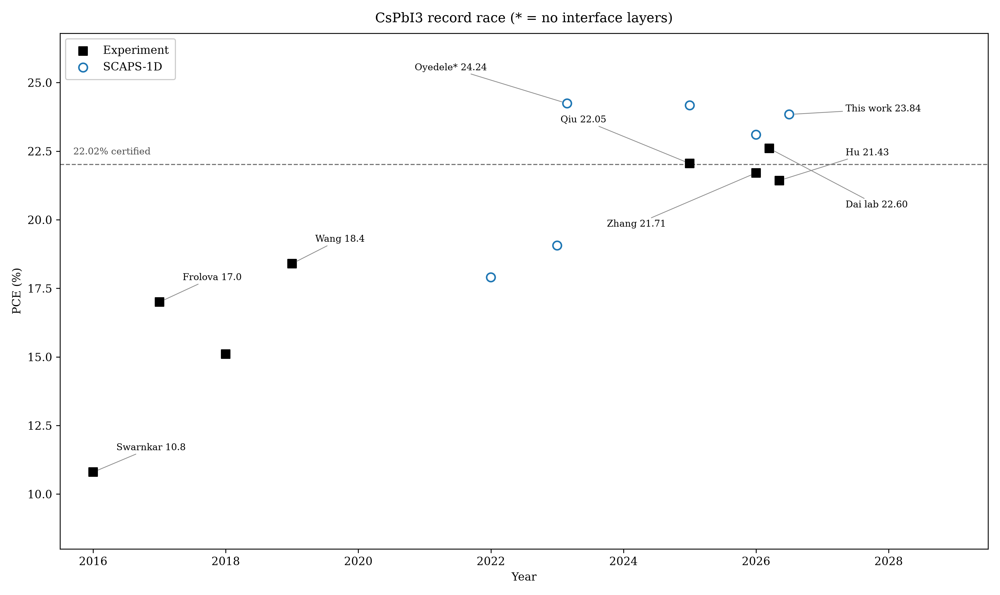 CsPbI3 record race (* = no interface layers)
Experiment
SCAPS-1D
Oyedele* 24.24
This work 23.84
Qiu 22.05
22.02% certified
Hu 21.43
Dai lab 22.60
Zhang 21.71
Wang 18.4
Frolova 17.0
Swarnkar 10.8
PCE (%)
25.0
22.5
20.0
17.5
15.0
12.5
10.0
2016 2018 2020 2022 2024 2026 2028
Year